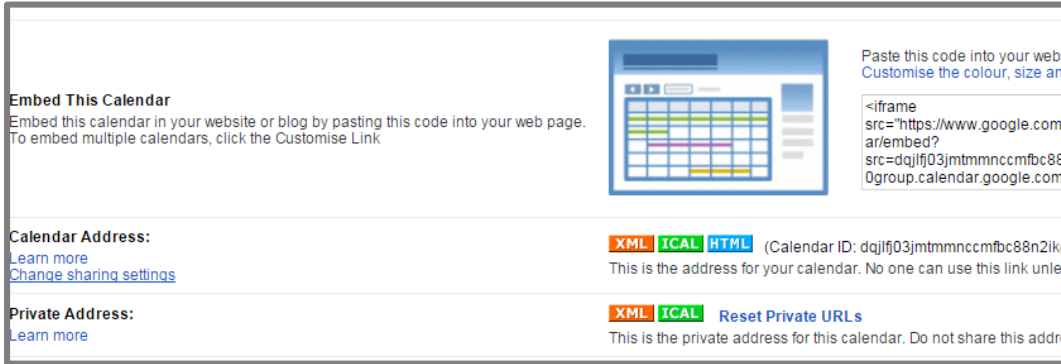 Paste this code into your web
Customise the colour, size an
Embed This Calendar
Embed this calendar in your website or blog by pasting this code into your web page.
To embed multiple calendars, click the Customise Link
<iframe
src="https://www.google.com
ar/embed?
src=dqjlfj03jmtmmnccmfbc88
0group.calendar.google.com
Calendar Address:
Learn more
Change sharing settings
XML ICAL HTML (Calendar ID: dqjlfj03jmtmmnccmfbc88n2ik
This is the address for your calendar. No one can use this link unle
Private Address:
Learn more
XML ICAL Reset Private URLs
This is the private address for this calendar. Do not share this addre